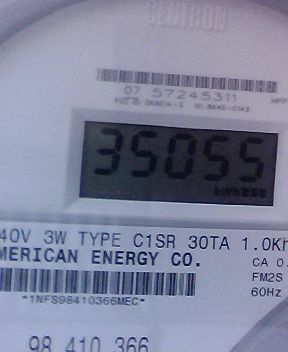 CENTRON
07 57245311
35055
kWh
40V 3W TYPE C1SR 30TA 1.0Kh
MERICAN ENERGY CO.
CA 0.
FM2S
60Hz
*1NFS98410366MEC*
98 410 366